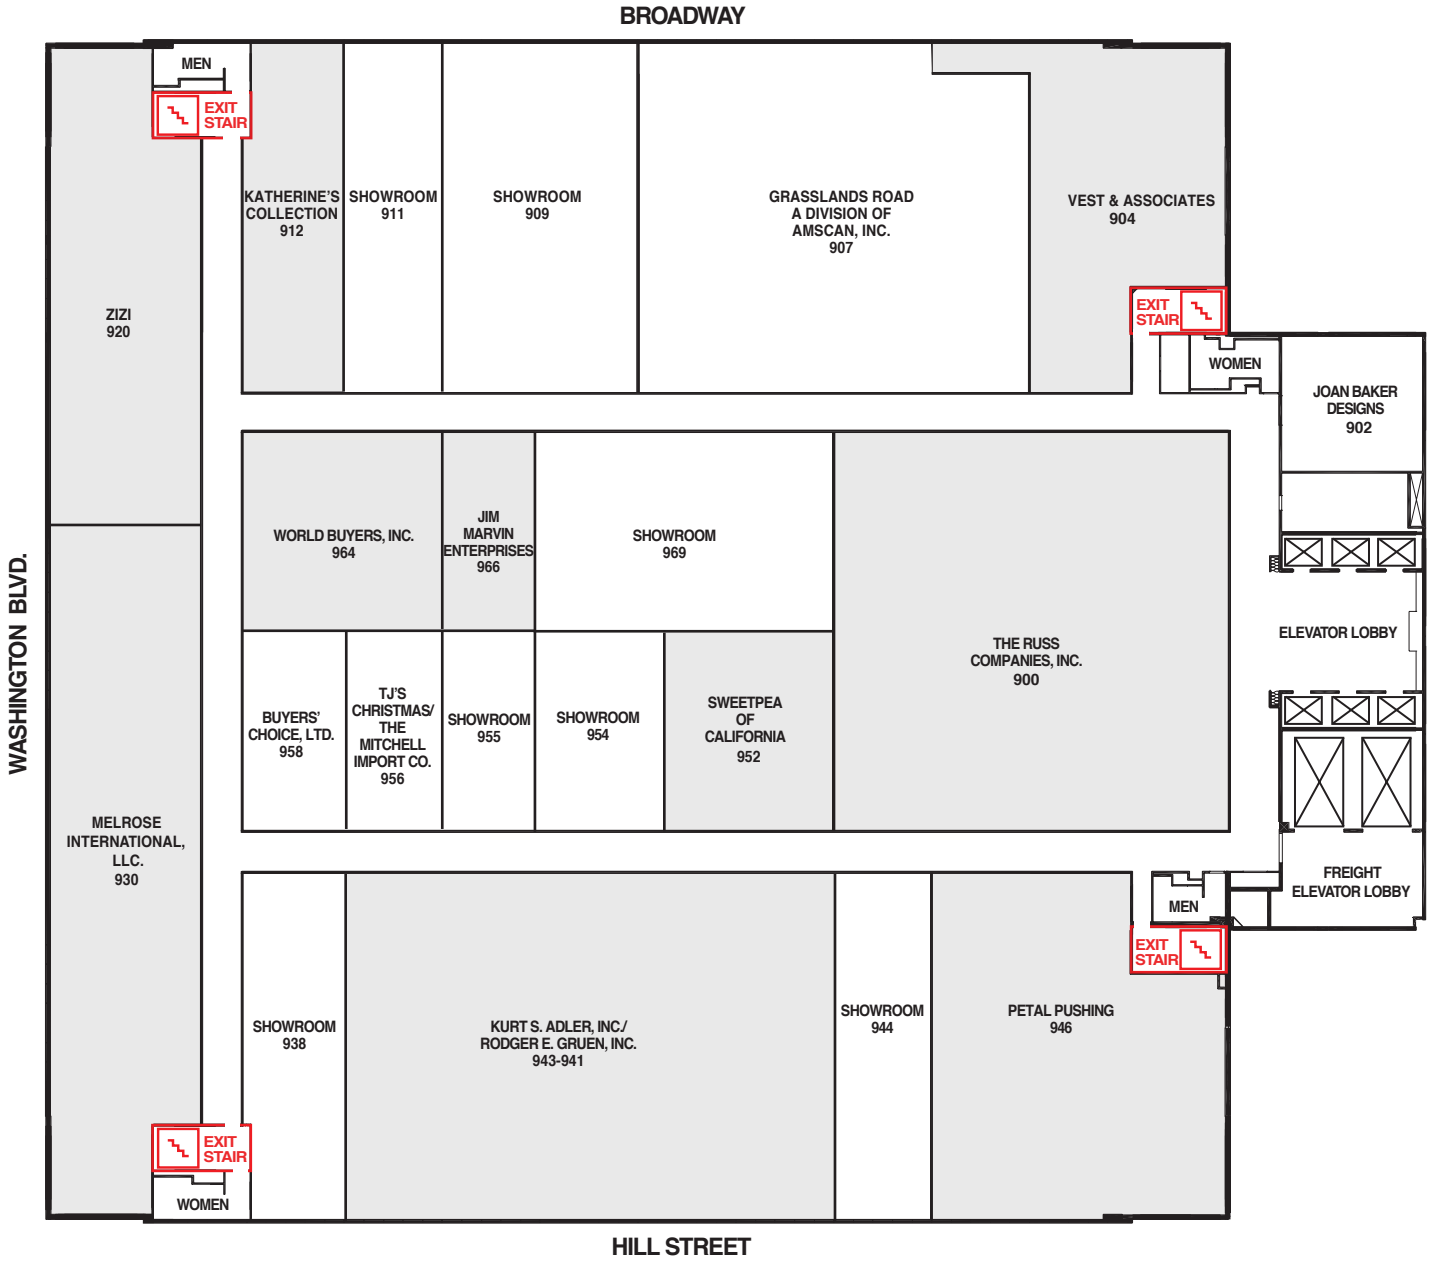 BROADWAY
MEN
EXIT
STAIR
KATHERINE'S
COLLECTION
912
SHOWROOM
911
SHOWROOM
909
GRASSLANDS ROAD
A DIVISION OF
AMSCAN, INC.
907
VEST & ASSOCIATES
904
EXIT
STAIR
ZIZI
920
WOMEN
JOAN BAKER
DESIGNS
902
WORLD BUYERS, INC.
964
JIM
MARVIN
ENTERPRISES
966
SHOWROOM
969
THE RUSS
COMPANIES, INC.
900
ELEVATOR LOBBY
WASHINGTON BLVD.
BUYERS'
CHOICE, LTD.
958
TJ'S
CHRISTMAS/
THE
MITCHELL
IMPORT CO.
956
SHOWROOM
955
SHOWROOM
954
SWEETPEA
OF
CALIFORNIA
952
MELROSE
INTERNATIONAL,
LLC.
930
FREIGHT
ELEVATOR LOBBY
MEN
EXIT
STAIR
SHOWROOM
938
KURT S. ADLER, INC./
RODGER E. GRUEN, INC.
943-941
SHOWROOM
944
PETAL PUSHING
946
EXIT
STAIR
WOMEN
HILL STREET